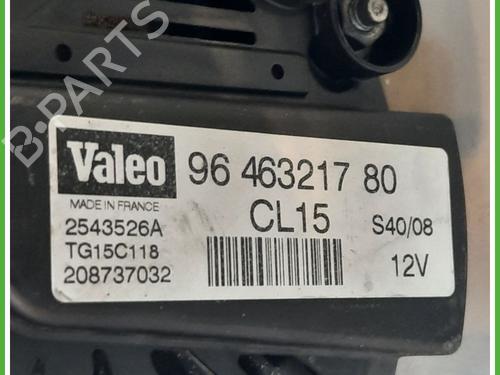 B-PARTS
Valeo
96 463217 80
MADE IN FRANCE
CL15
S40/08
2543526A
TG15C118
12V
208737032